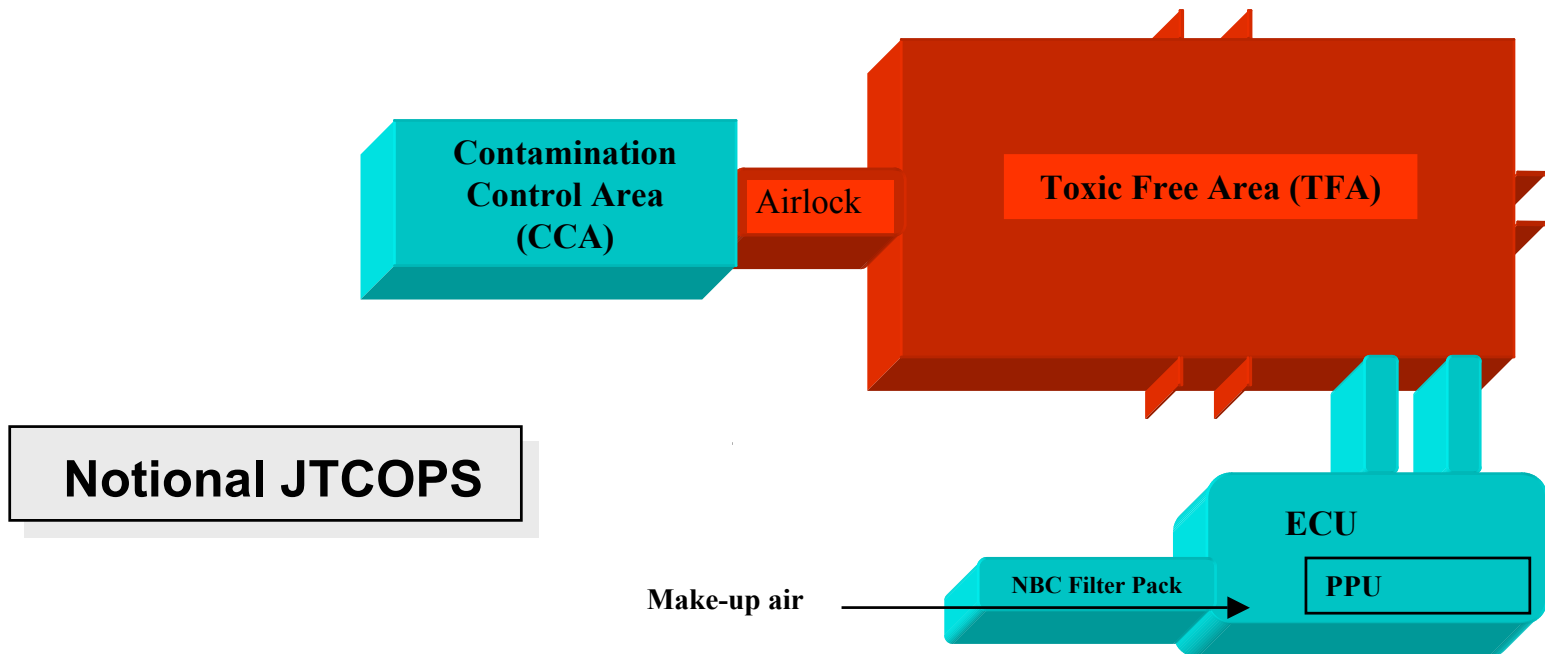 Contamination
Control Area
(CCA)
Airlock
Toxic Free Area (TFA)
Notional JTCOPS
ECU
NBC Filter Pack
PPU
Make-up air